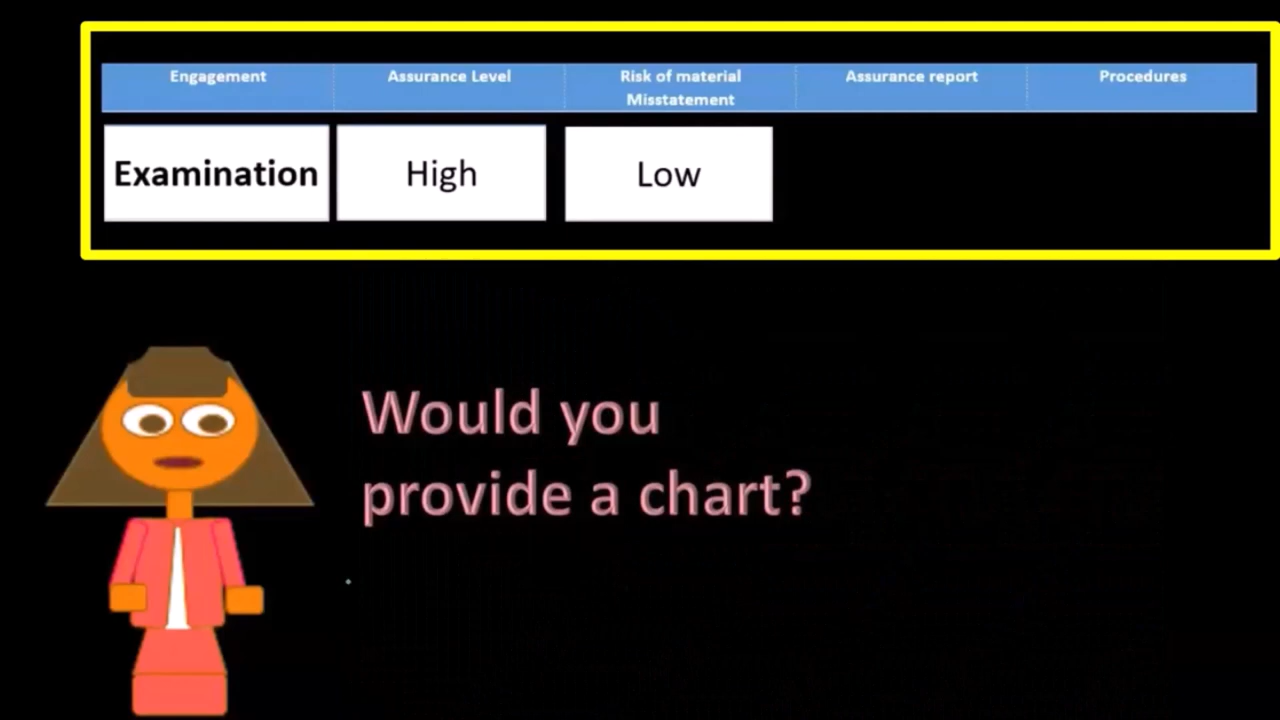 Engagement
Assurance Level
Risk of material
Misstatement
Assurance report
Procedures
Examination
High
Low
Would you
provide a chart?